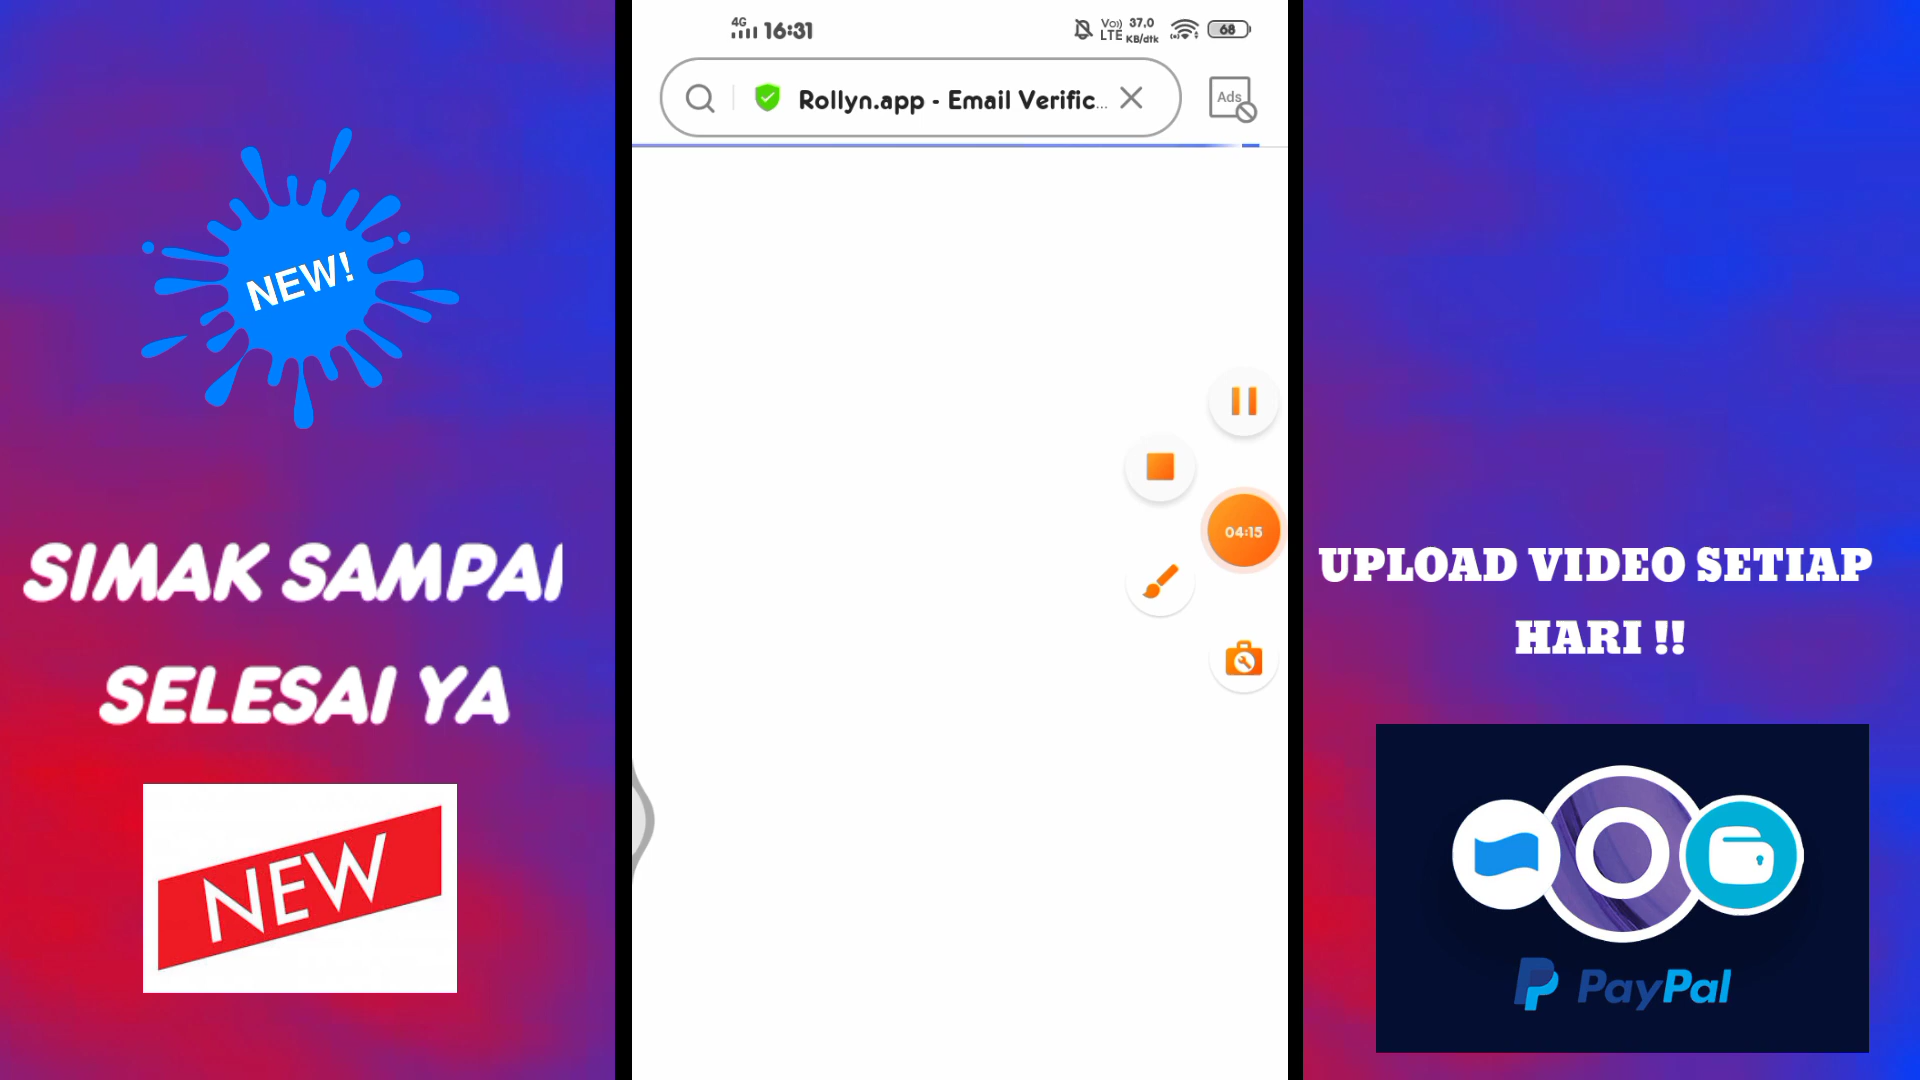 4G 16:31 Vo)) LTE 37.0 KB/dtk 68
Rollyn.app - Email Verific...
Ads
NEW!
04:15
SIMAK SAMPAI
SELESAI YA
UPLOAD VIDEO SETIAP
HARI !!
NEW
PayPal